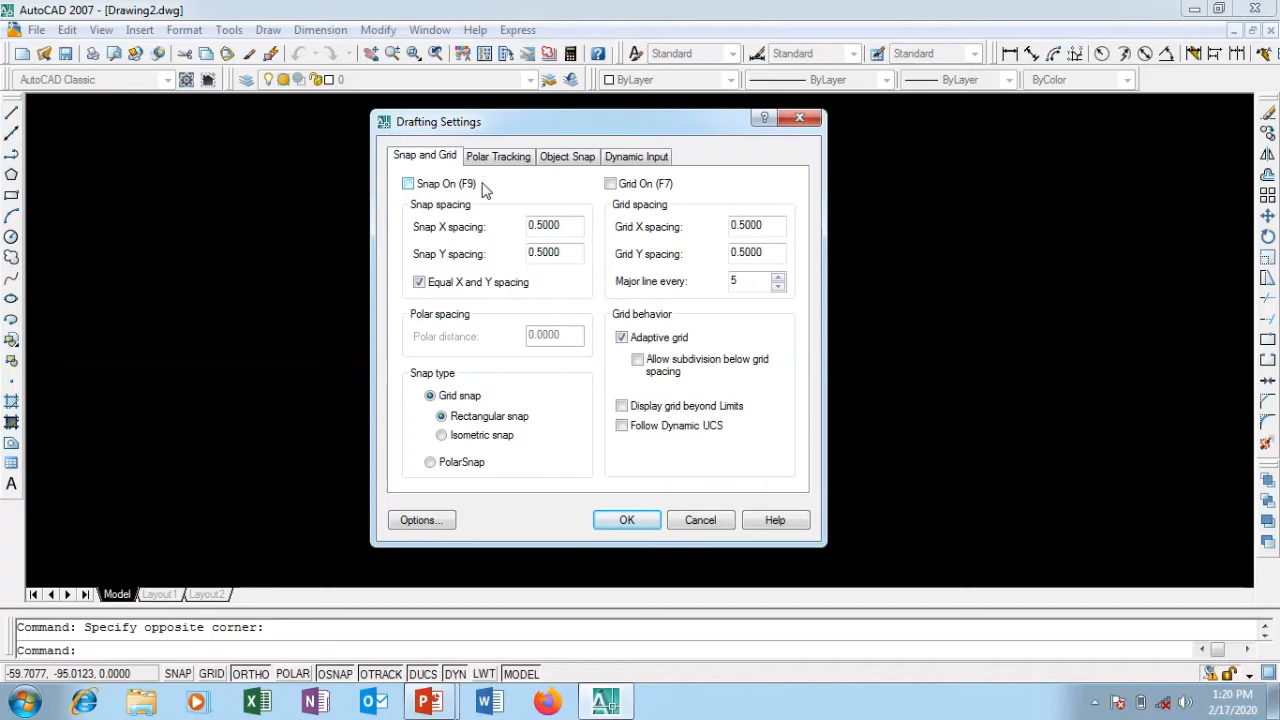 AutoCAD 2007 - [Drawing2.dwg]
File Edit View Insert Format Tools Draw Dimension Modify Window Help Express
Standard Standard Standard
AutoCAD Classic 0 ByLayer ByLayer ByLayer ByColor
Drafting Settings
Snap and Grid Polar Tracking Object Snap Dynamic Input
Snap On (F9) Grid On (F7)
Snap spacing Grid spacing
Snap X spacing: 0.5000 Grid X spacing: 0.5000
Snap Y spacing: 0.5000 Grid Y spacing: 0.5000
Equal X and Y spacing Major line every: 5
Polar spacing Grid behavior
Polar distance: 0.0000 Adaptive grid
Allow subdivision below grid
spacing
Snap type
Grid snap
Rectangular snap Display grid beyond Limits
Isometric snap Follow Dynamic UCS
PolarSnap
Options... OK Cancel Help
A
Model Layout1 Layout2
Command: Specify opposite corner:
Command:
-59.7077, -95.0123, 0.0000 SNAP GRID ORTHO POLAR OSNAP OTRACK DUCS DYN LWT MODEL
1:20 PM
2/17/2020